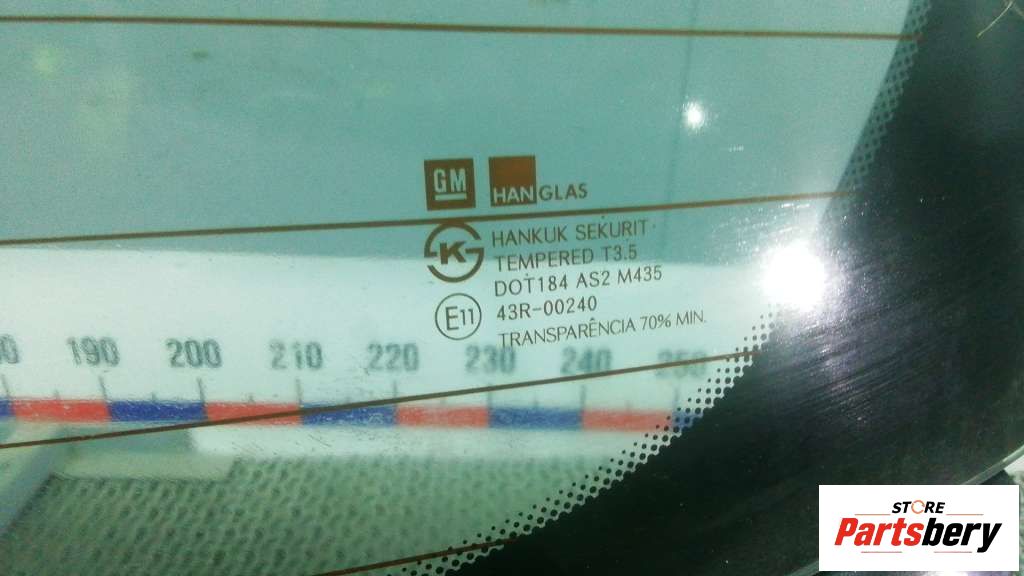 GM HANGLAS
K HANKUK SEKURIT
TEMPERED T3.5
DOT184 AS2 M435
E11 43R-00240
TRANSPARÊNCIA 70% MIN.
190 200 210 220 230 240 250
STORE
Partsbery